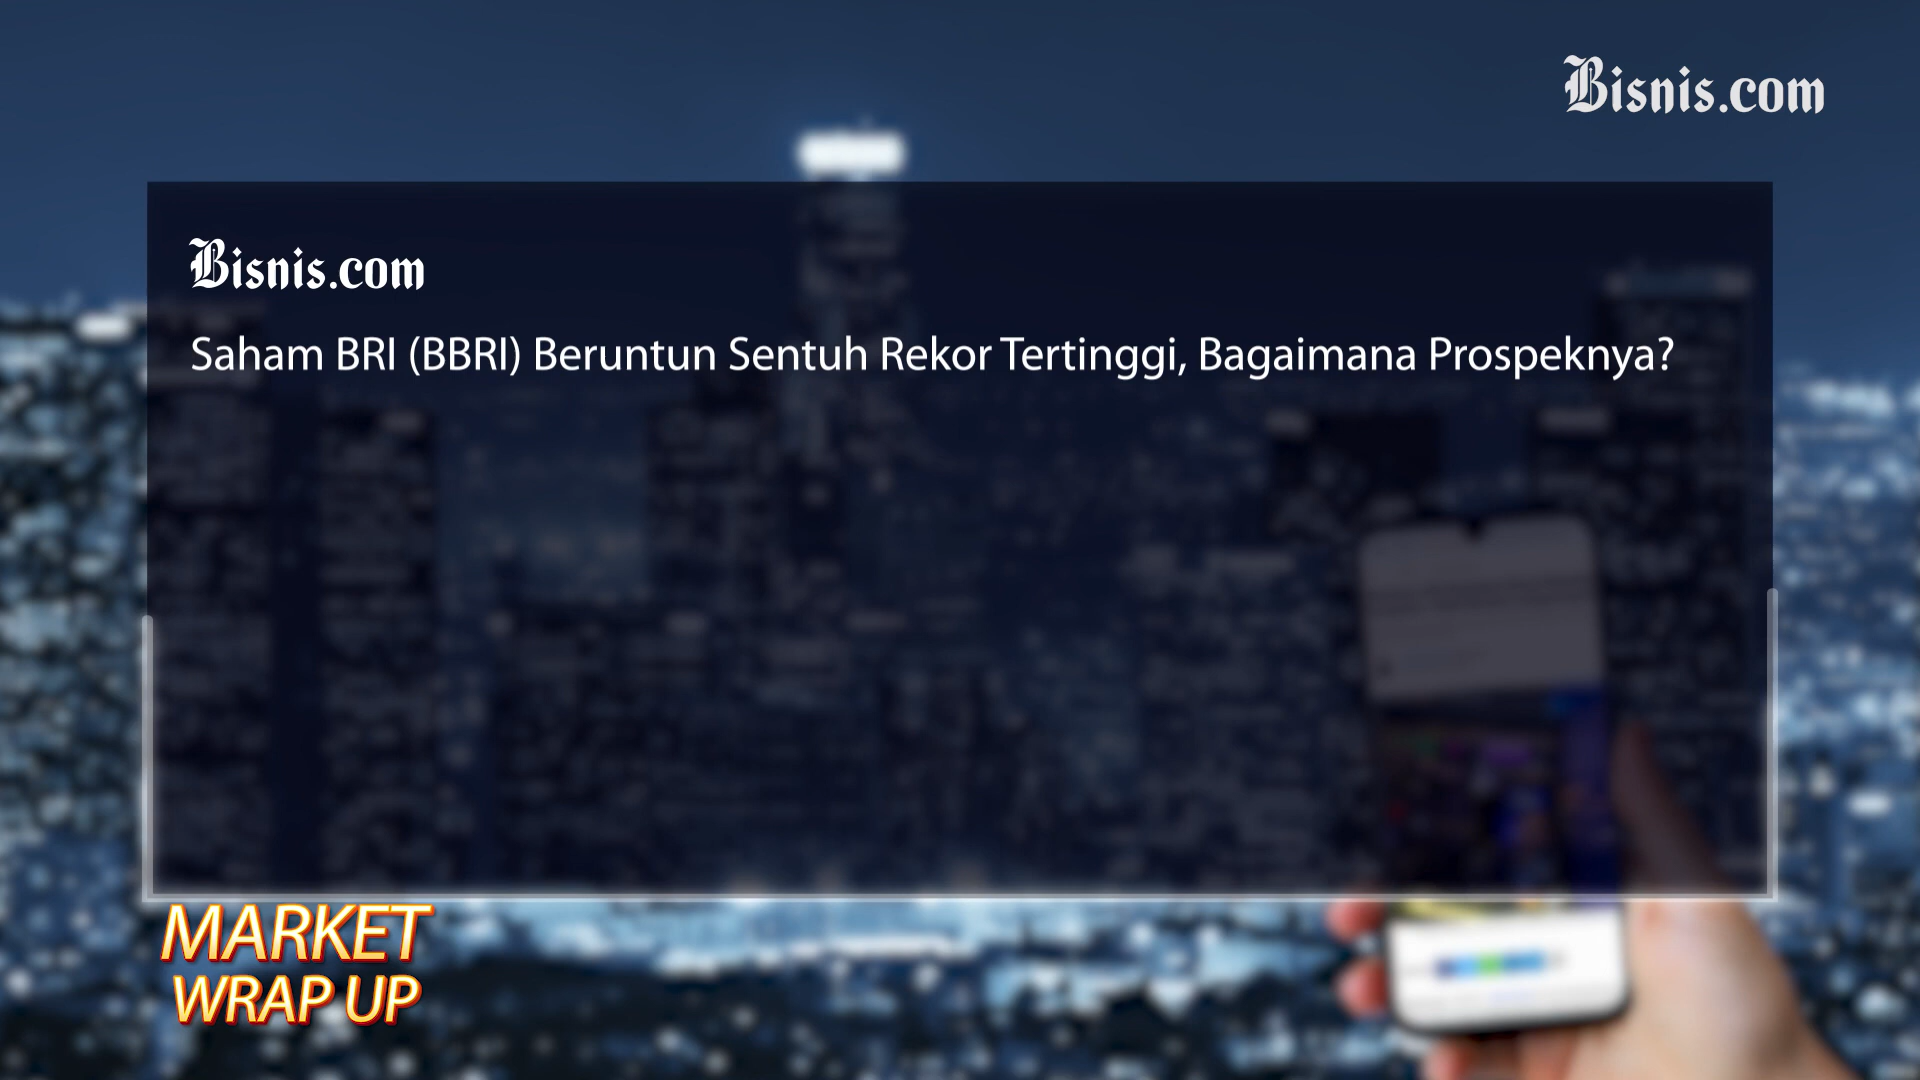 Bisnis.com
Bisnis.com
Saham BRI (BBRI) Beruntun Sentuh Rekor Tertinggi, Bagaimana Prospeknya?
MARKET
WRAP UP